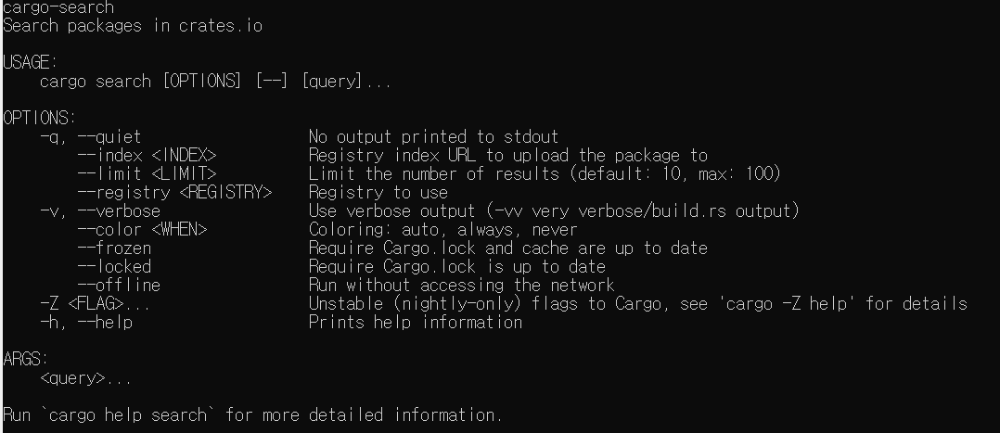 cargo-search
Search packages in crates.io
USAGE:
cargo search [OPTIONS] [--] [query]...
OPTIONS:
-q, --quiet No output printed to stdout
--index <INDEX> Registry index URL to upload the package to
--limit <LIMIT> Limit the number of results (default: 10, max: 100)
--registry <REGISTRY> Registry to use
-v, --verbose Use verbose output (-vv very verbose/build.rs output)
--color <WHEN> Coloring: auto, always, never
--frozen Require Cargo.lock and cache are up to date
--locked Require Cargo.lock is up to date
--offline Run without accessing the network
-Z <FLAG>... Unstable (nightly-only) flags to Cargo, see 'cargo -Z help' for details
-h, --help Prints help information
ARGS:
<query>...
Run `cargo help search` for more detailed information.